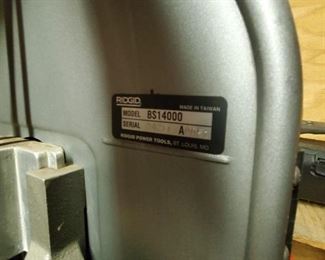 RIDGID
MADE IN TAIWAN
MODEL BS14000
SERIAL A
RIDGID POWER TOOLS, ST. LOUIS, MO